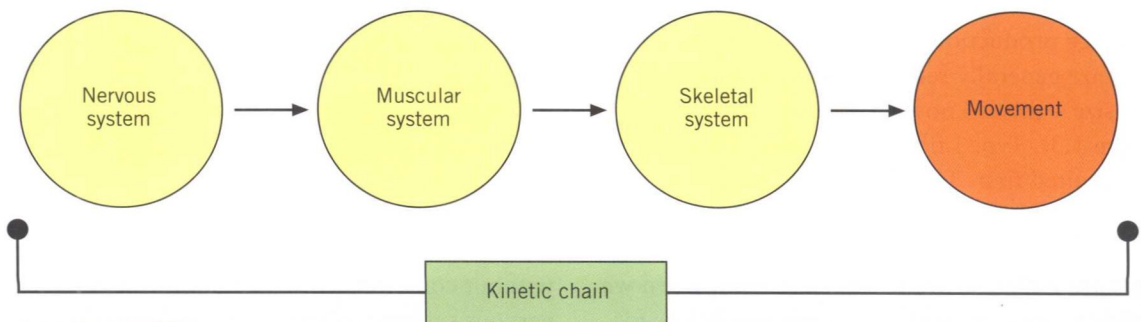 Nervous
system
Muscular
system
Skeletal
system
Movement
Kinetic chain